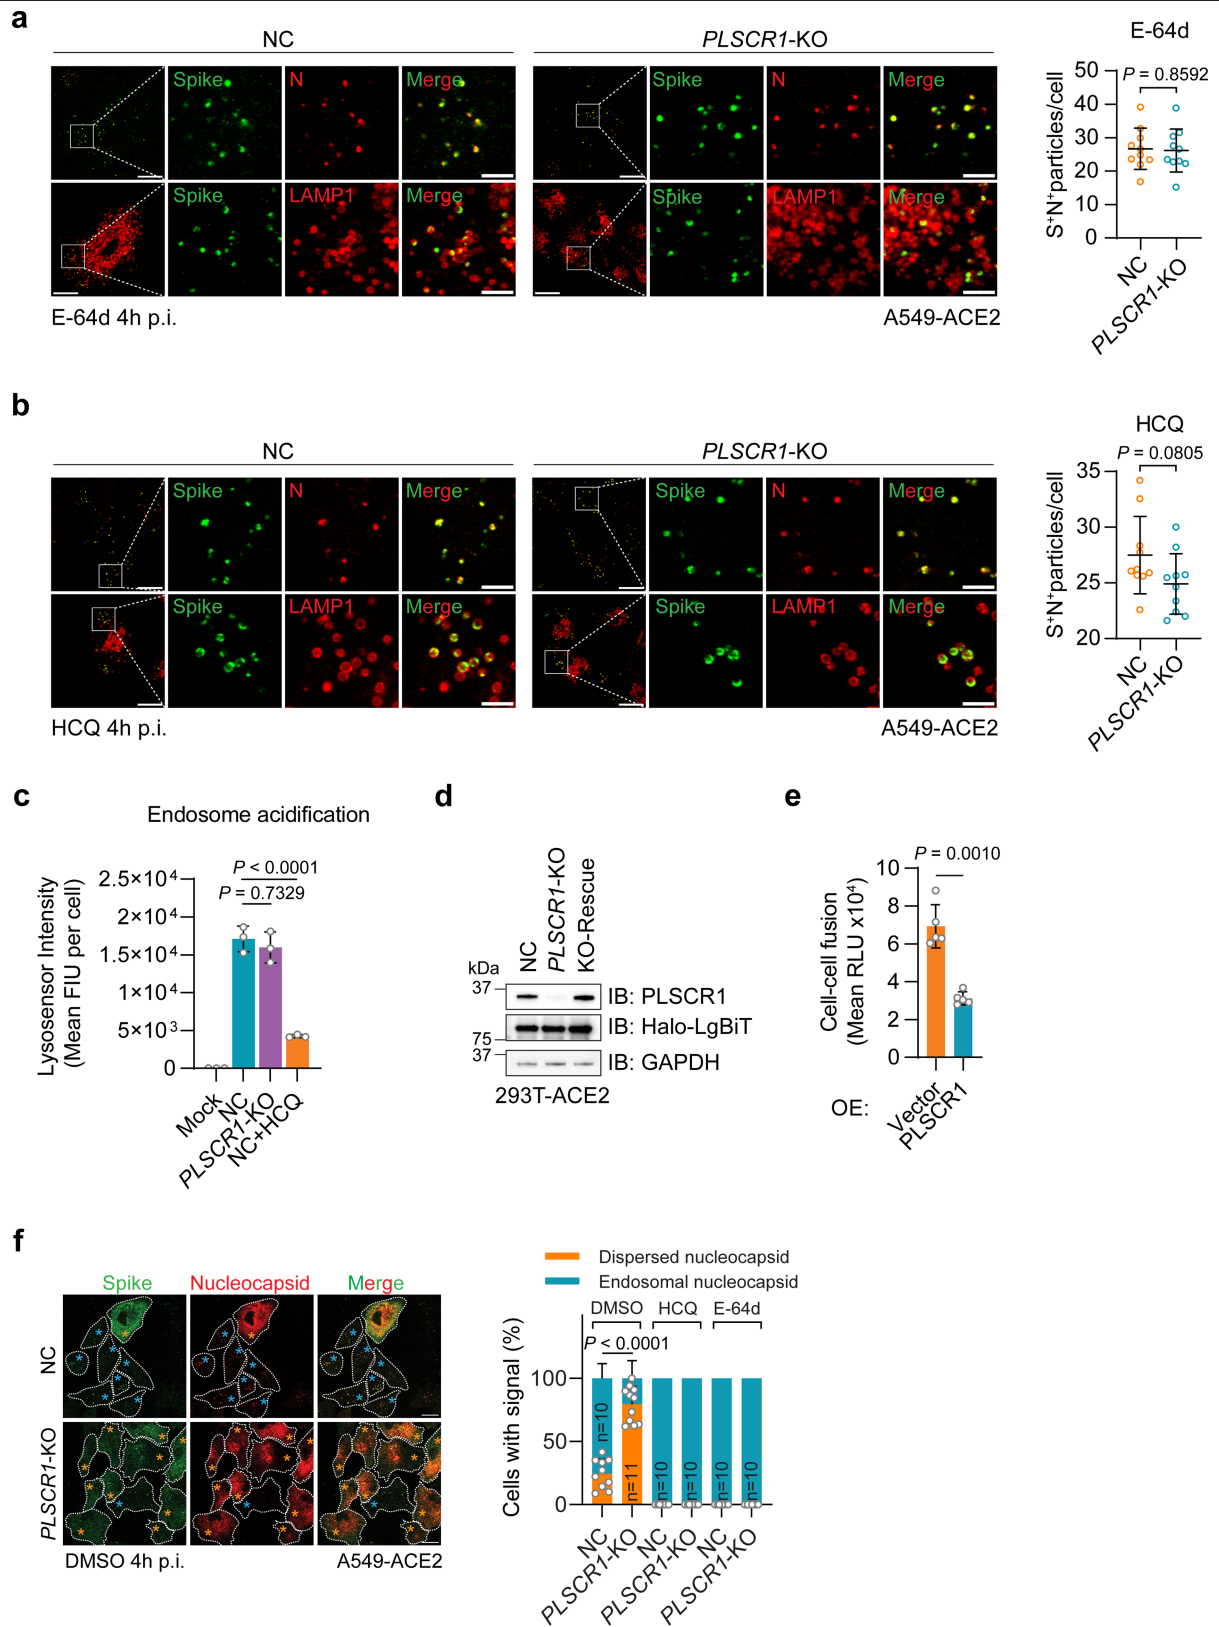 a
NC
PLSCR1-KO
E-64d
Spike
N
Merge
Spike
N
Merge
Spike
LAMP1
Merge
Spike
LAMP1
Merge
E-64d 4h p.i.
A549-ACE2
P = 0.8592
S⁺N⁺particles/cell
50
40
30
20
10
0
NC
PLSCR1-KO
b
NC
PLSCR1-KO
HCQ
Spike
N
Merge
Spike
N
Merge
Spike
LAMP1
Merge
Spike
LAMP1
Merge
HCQ 4h p.i.
A549-ACE2
P = 0.0805
S⁺N⁺particles/cell
35
30
25
20
NC
PLSCR1-KO
c
Endosome acidification
Lysosensor Intensity
(Mean FIU per cell)
P < 0.0001
P = 0.7329
2.5×10⁴
2×10⁴
1.5×10⁴
1×10⁴
5×10³
0
Mock
NC
PLSCR1-KO
NC+HCQ
d
NC
PLSCR1-KO
KO-Rescue
kDa
37
IB: PLSCR1
IB: Halo-LgBiT
75
37
IB: GAPDH
293T-ACE2
e
P = 0.0010
Cell-cell fusion
(Mean RLU x10⁴)
10
8
6
4
2
0
OE:
Vector
PLSCR1
f
Spike
Nucleocapsid
Merge
NC
PLSCR1-KO
DMSO 4h p.i.
A549-ACE2
Dispersed nucleocapsid
Endosomal nucleocapsid
DMSO
HCQ
E-64d
P < 0.0001
Cells with signal (%)
100
50
0
n=10
n=11
n=10
n=10
n=10
n=10
NC
PLSCR1-KO
NC
PLSCR1-KO
NC
PLSCR1-KO